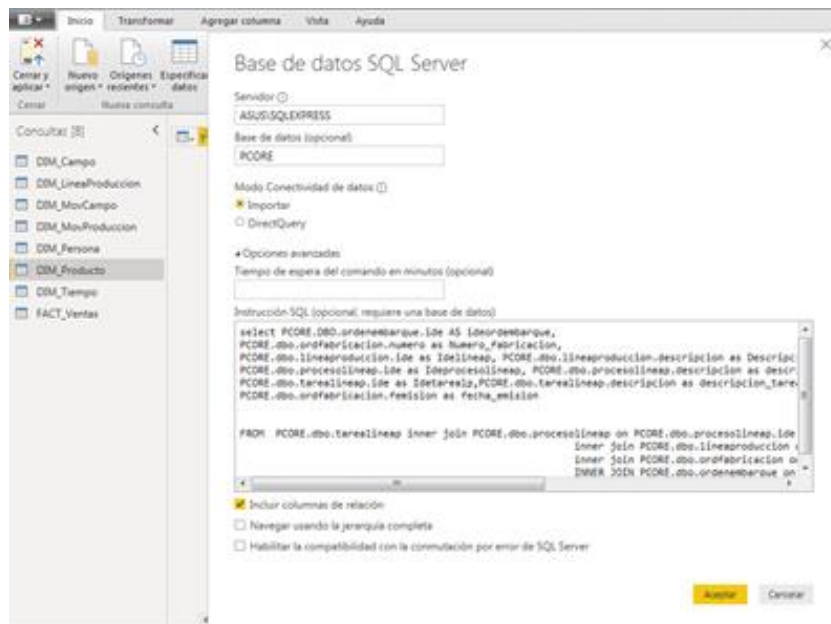 Inicio Transformar Agregar columna Vista Ayuda
Cerrar y aplicar
Nuevo origen
Orígenes recientes
Especificar datos
Cerrar
Nueva consulta
Consultas [8]
DIM_Campo
DIM_LineaProduccion
DIM_MovCampo
DIM_MovProduccion
DIM_Persona
DIM_Producto
DIM_Tiempo
FACT_Ventas
Base de datos SQL Server
Servidor
ASUS\SQLEXPRESS
Base de datos (opcional)
PCORE
Modo Conectividad de datos
Importar
DirectQuery
Opciones avanzadas
Tiempo de espera del comando en minutos (opcional)
Instrucción SQL (opcional, requiere una base de datos)
select PCORE.DBO.ordenembarque.ide AS ideordembarque,
PCORE.dbo.ordfabricacion.numero as Numero_fabricacion,
PCORE.dbo.lineaproduccion.ide as Idelineap, PCORE.dbo.lineaproduccion.descripcion as Descripc
PCORE.dbo.procesolineap.ide as Ideprocesolineap, PCORE.dbo.procesolineap.descripcion as descr
PCORE.dbo.tarealineap.ide as Idetarealp,PCORE.dbo.tarealineap.descripcion as descripcion_tare
PCORE.dbo.ordfabricacion.femision as fecha_emision
FROM PCORE.dbo.tarealineap inner join PCORE.dbo.procesolineap on PCORE.dbo.procesolineap.ide
inner join PCORE.dbo.lineaproduccion
inner join PCORE.dbo.ordfabricacion
INNER JOIN PCORE.dbo.ordenembarque on
Incluir columnas de relación
Navegar usando la jerarquía completa
Habilitar la compatibilidad con la conmutación por error de SQL Server
Aceptar Cancelar